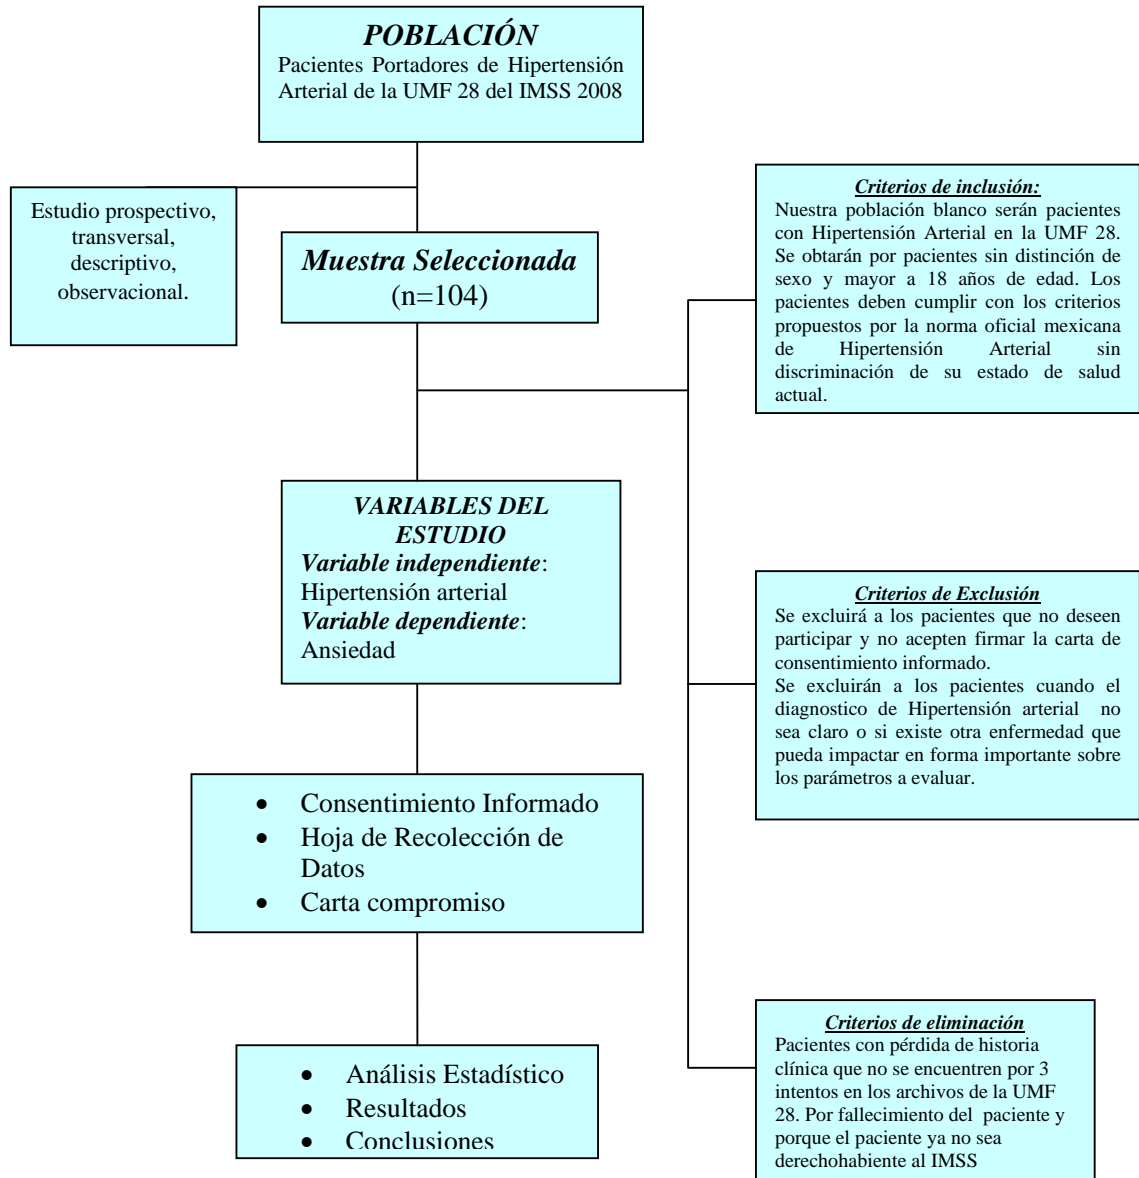 POBLACIÓN
Pacientes Portadores de Hipertensión
Arterial de la UMF 28 del IMSS 2008
Estudio prospectivo,
transversal,
descriptivo,
observacional.
Muestra Seleccionada
(n=104)
Criterios de inclusión:
Nuestra población blanco serán pacientes
con Hipertensión Arterial en la UMF 28.
Se obtarán por pacientes sin distinción de
sexo y mayor a 18 años de edad. Los
pacientes deben cumplir con los criterios
propuestos por la norma oficial mexicana
de Hipertensión Arterial sin
discriminación de su estado de salud
actual.
VARIABLES DEL
ESTUDIO
Variable independiente:
Hipertensión arterial
Variable dependiente:
Ansiedad
Criterios de Exclusión
Se excluirá a los pacientes que no deseen
participar y no acepten firmar la carta de
consentimiento informado.
Se excluirán a los pacientes cuando el
diagnostico de Hipertensión arterial no
sea claro o si existe otra enfermedad que
pueda impactar en forma importante sobre
los parámetros a evaluar.
• Consentimiento Informado
• Hoja de Recolección de
Datos
• Carta compromiso
Criterios de eliminación
Pacientes con pérdida de historia
clínica que no se encuentren por 3
intentos en los archivos de la UMF
28. Por fallecimiento del paciente y
porque el paciente ya no sea
derechohabiente al IMSS
• Análisis Estadístico
• Resultados
• Conclusiones